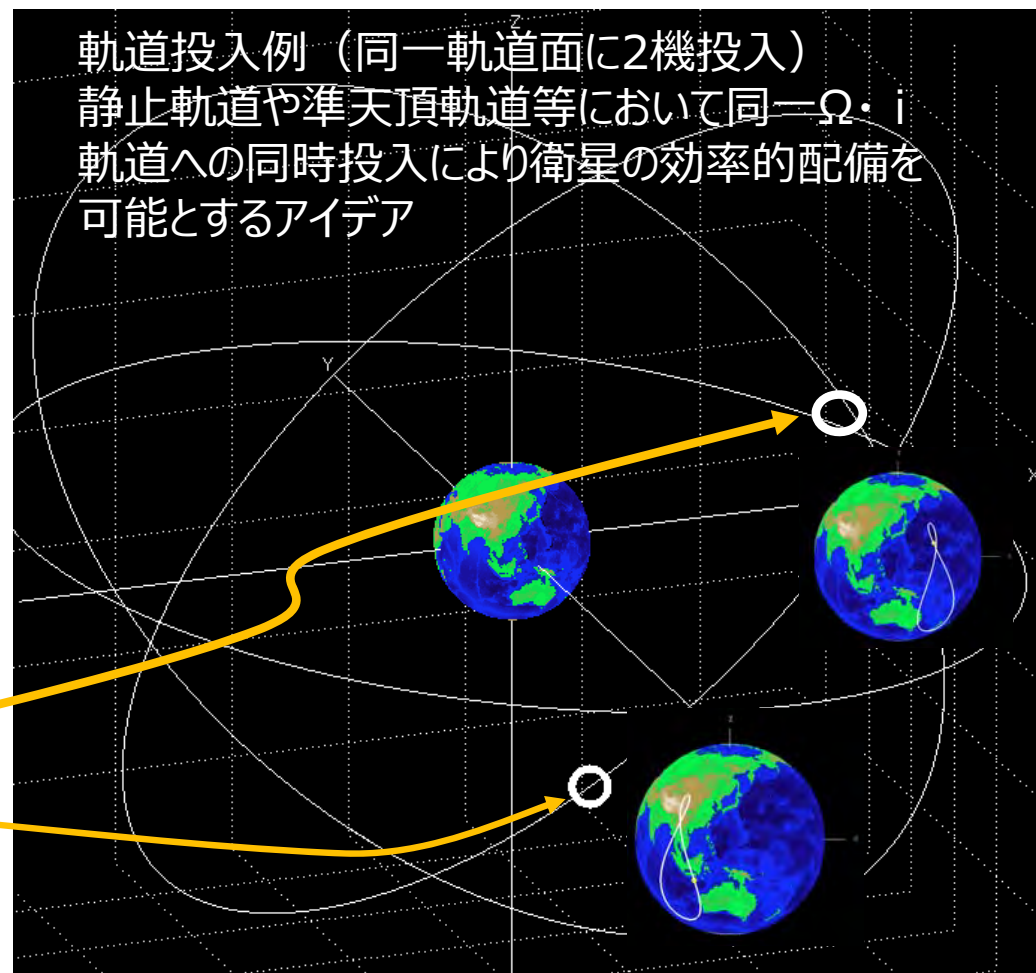 軌道投入例（同一軌道面に2機投入）
静止軌道や準天頂軌道等において同一Ω・i
軌道への同時投入により衛星の効率的配備を
可能とするアイデア
Z
Y
X